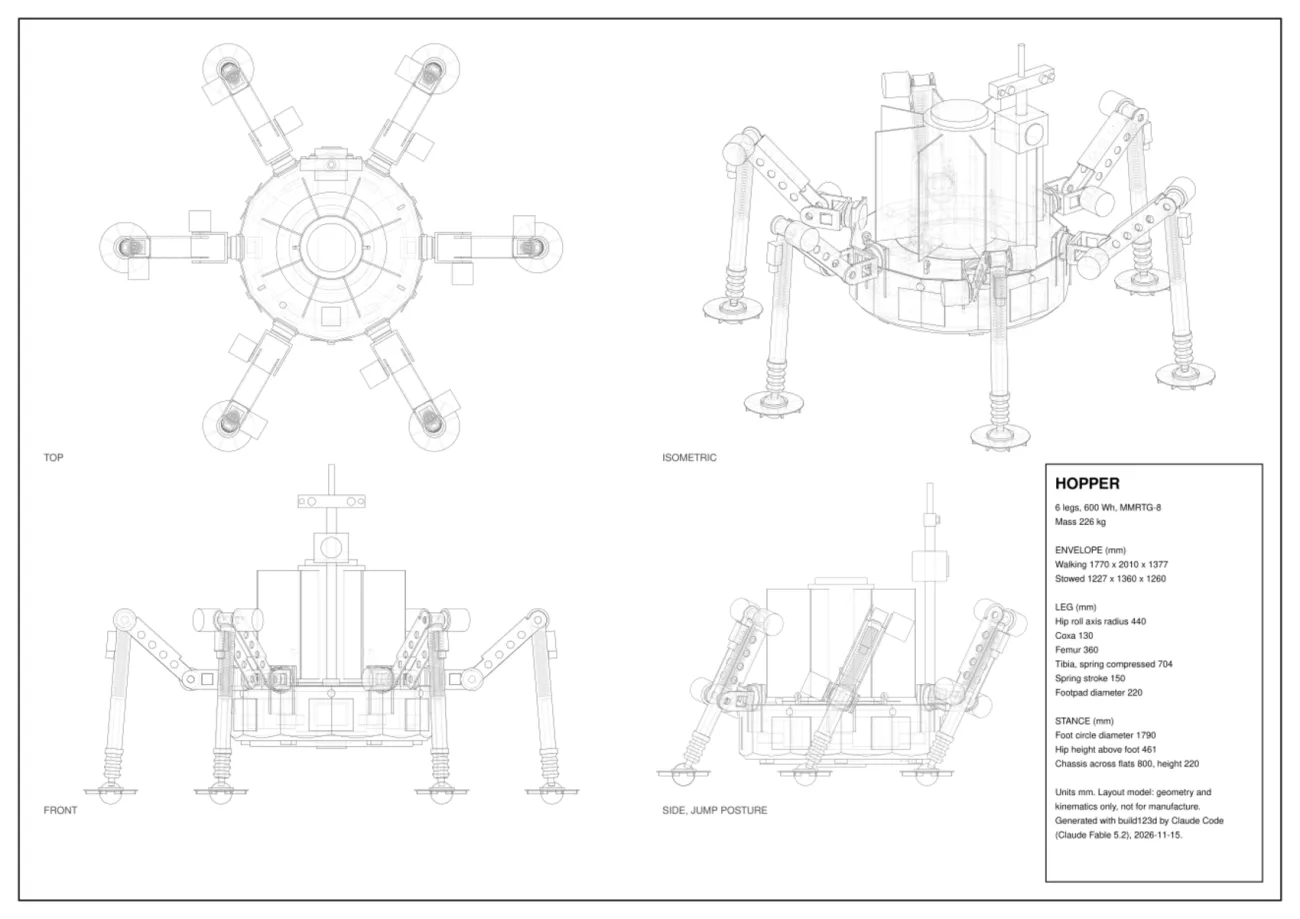 TOP
ISOMETRIC
FRONT
SIDE, JUMP POSTURE
HOPPER
6 legs, 600 Wh, MMRTG-8
Mass 226 kg
ENVELOPE (mm)
Walking 1770 x 2010 x 1377
Stowed 1227 x 1360 x 1260
LEG (mm)
Hip roll axis radius 440
Coxa 130
Femur 360
Tibia, spring compressed 704
Spring stroke 150
Footpad diameter 220
STANCE (mm)
Foot circle diameter 1790
Hip height above foot 461
Chassis across flats 800, height 220
Units mm. Layout model: geometry and
kinematics only, not for manufacture.
Generated with build123d by Claude Code
(Claude Fable 5.2), 2026-11-15.